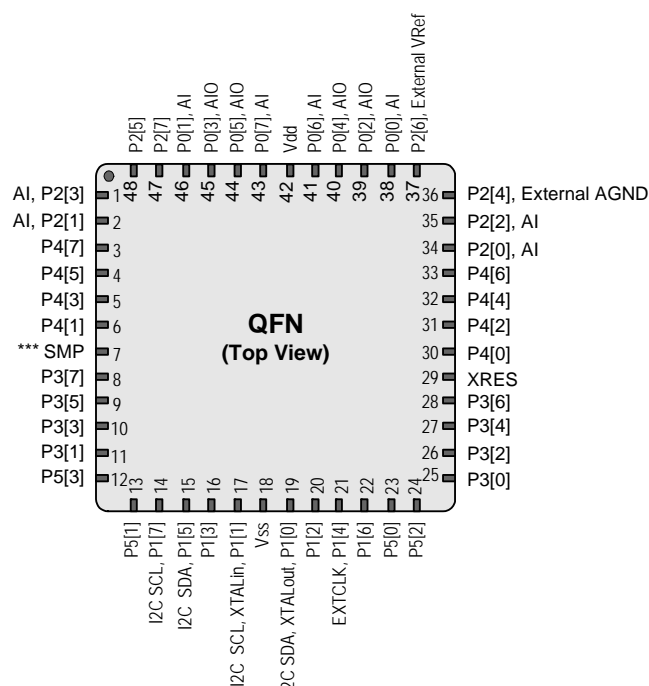 P2[5]
P2[7]
P0[1], AI
P0[3], AIO
P0[5], AIO
P0[7], AI
Vdd
P0[6], AI
P0[4], AIO
P0[2], AIO
P0[0], AI
P2[6], External VRef
48
47
46
45
44
43
42
41
40
39
38
37
AI, P2[3] 1
AI, P2[1] 2
P4[7] 3
P4[5] 4
P4[3] 5
P4[1] 6
*** SMP 7
P3[7] 8
P3[5] 9
P3[3] 10
P3[1] 11
P5[3] 12
QFN
(Top View)
36 P2[4], External AGND
35 P2[2], AI
34 P2[0], AI
33 P4[6]
32 P4[4]
31 P4[2]
30 P4[0]
29 XRES
28 P3[6]
27 P3[4]
26 P3[2]
25 P3[0]
13
14
15
16
17
18
19
20
21
22
23
24
P5[1]
I2C SCL, P1[7]
I2C SDA, P1[5]
P1[3]
I2C SCL, XTALin, P1[1]
Vss
I2C SDA, XTALout, P1[0]
P1[2]
EXTCLK, P1[4]
P1[6]
P5[0]
P5[2]